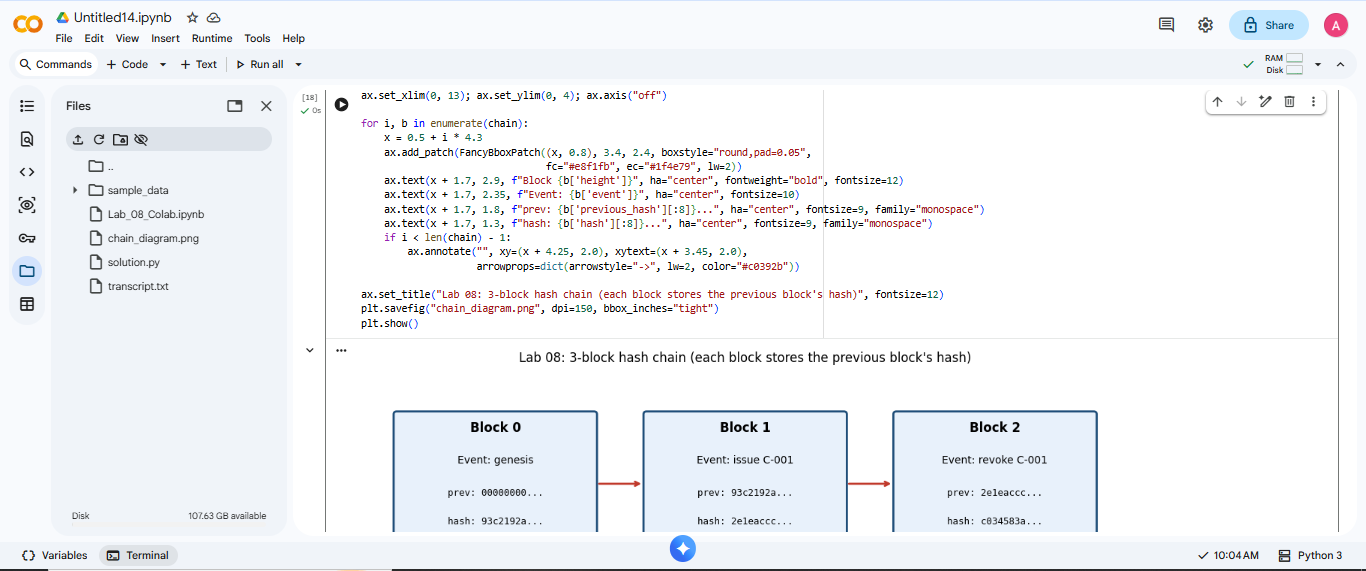 CO
Untitled14.ipynb
File Edit View Insert Runtime Tools Help
Share
A
Commands + Code + Text Run all
RAM
Disk
Files
..
sample_data
Lab_08_Colab.ipynb
chain_diagram.png
solution.py
transcript.txt
Disk 107.63 GB available
[18]
0s
ax.set_xlim(0, 13); ax.set_ylim(0, 4); ax.axis("off")
for i, b in enumerate(chain):
    x = 0.5 + i * 4.3
    ax.add_patch(FancyBboxPatch((x, 0.8), 3.4, 2.4, boxstyle="round,pad=0.05",
                                fc="#e8f1fb", ec="#1f4e79", lw=2))
    ax.text(x + 1.7, 2.9, f"Block {b['height']}", ha="center", fontweight="bold", fontsize=12)
    ax.text(x + 1.7, 2.35, f"Event: {b['event']}", ha="center", fontsize=10)
    ax.text(x + 1.7, 1.8, f"prev: {b['previous_hash'][:8]}...", ha="center", fontsize=9, family="monospace")
    ax.text(x + 1.7, 1.3, f"hash: {b['hash'][:8]}...", ha="center", fontsize=9, family="monospace")
    if i < len(chain) - 1:
        ax.annotate("", xy=(x + 4.25, 2.0), xytext=(x + 3.45, 2.0),
                    arrowprops=dict(arrowstyle="->", lw=2, color="#c0392b"))
ax.set_title("Lab 08: 3-block hash chain (each block stores the previous block's hash)", fontsize=12)
plt.savefig("chain_diagram.png", dpi=150, bbox_inches="tight")
plt.show()
Lab 08: 3-block hash chain (each block stores the previous block's hash)
Block 0
Event: genesis
prev: 00000000...
hash: 93c2192a...
Block 1
Event: issue C-001
prev: 93c2192a...
hash: 2e1eaccc...
Block 2
Event: revoke C-001
prev: 2e1eaccc...
hash: c034583a...
Variables Terminal
10:04 AM Python 3